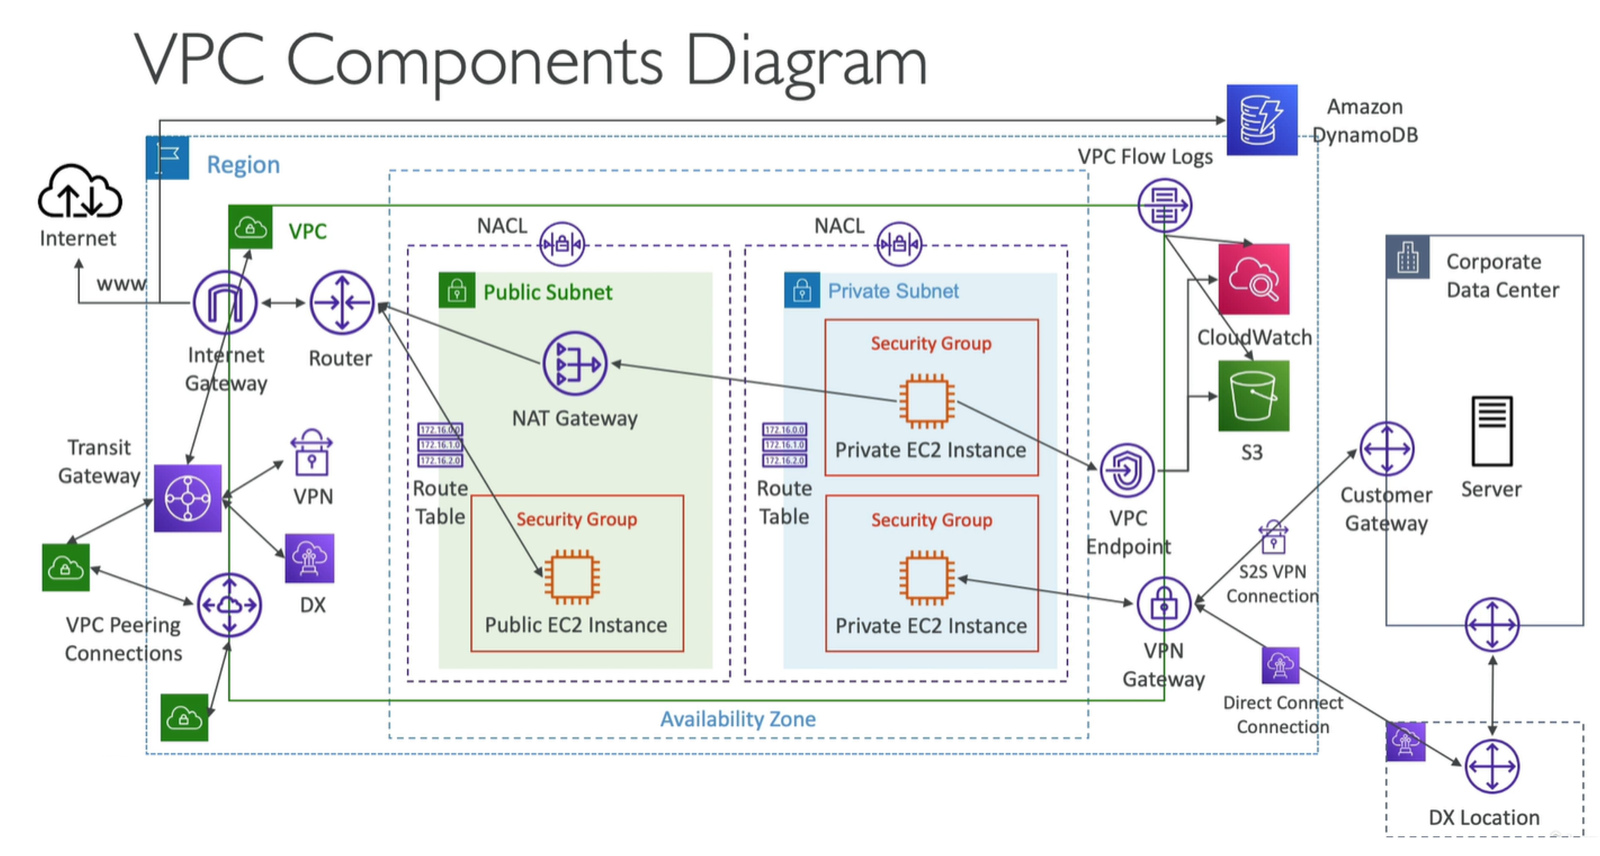 VPC Components Diagram
Amazon
DynamoDB
Region
VPC Flow Logs
Internet
www
VPC
NACL
NACL
Corporate
Data Center
Public Subnet
Private Subnet
Internet
Gateway
Router
NAT Gateway
Security Group
Private EC2 Instance
CloudWatch
S3
Transit
Gateway
VPN
172.16.0.0
172.16.1.0
172.16.2.0
Route
Table
172.16.0.0
172.16.1.0
172.16.2.0
Route
Table
VPC
Endpoint
Customer
Gateway
Server
DX
Security Group
Public EC2 Instance
Security Group
Private EC2 Instance
S2S VPN
Connection
VPC Peering
Connections
VPN
Gateway
Direct Connect
Connection
Availability Zone
DX Location